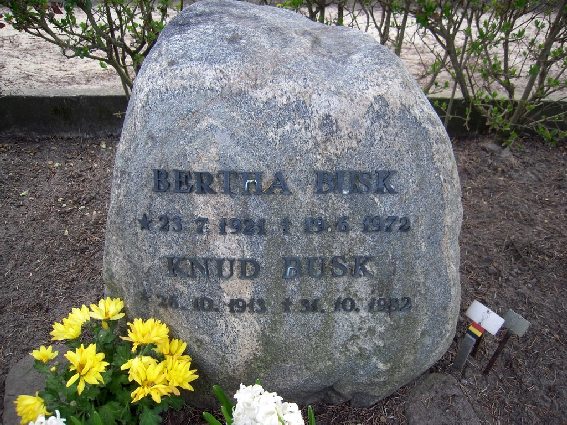 BERTHA BUSK
★ 23 7 1921 † 19.6 1972
KNUD BUSK
★ 26. 10. 1913 † 31. 10. 1982